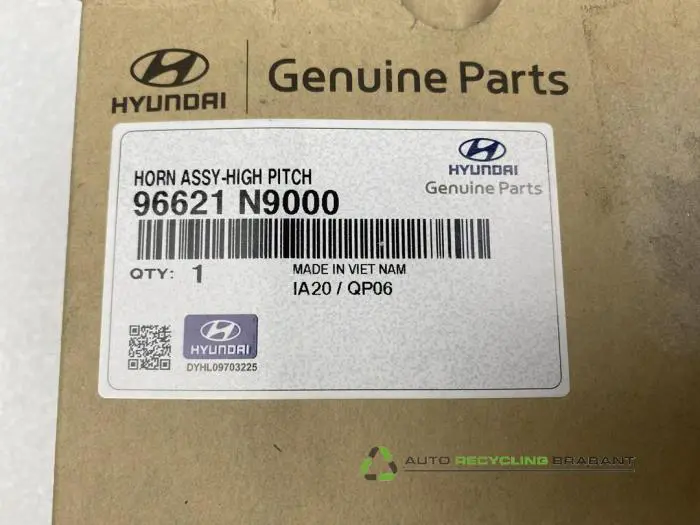 HYUNDAI
Genuine Parts
HORN ASSY-HIGH PITCH
96621 N9000
HYUNDAI
Genuine Parts
QTY: 1
MADE IN VIET NAM
IA20 / QP06
HYUNDAI
DYHL09703225
AUTO RECYCLING BRABANT